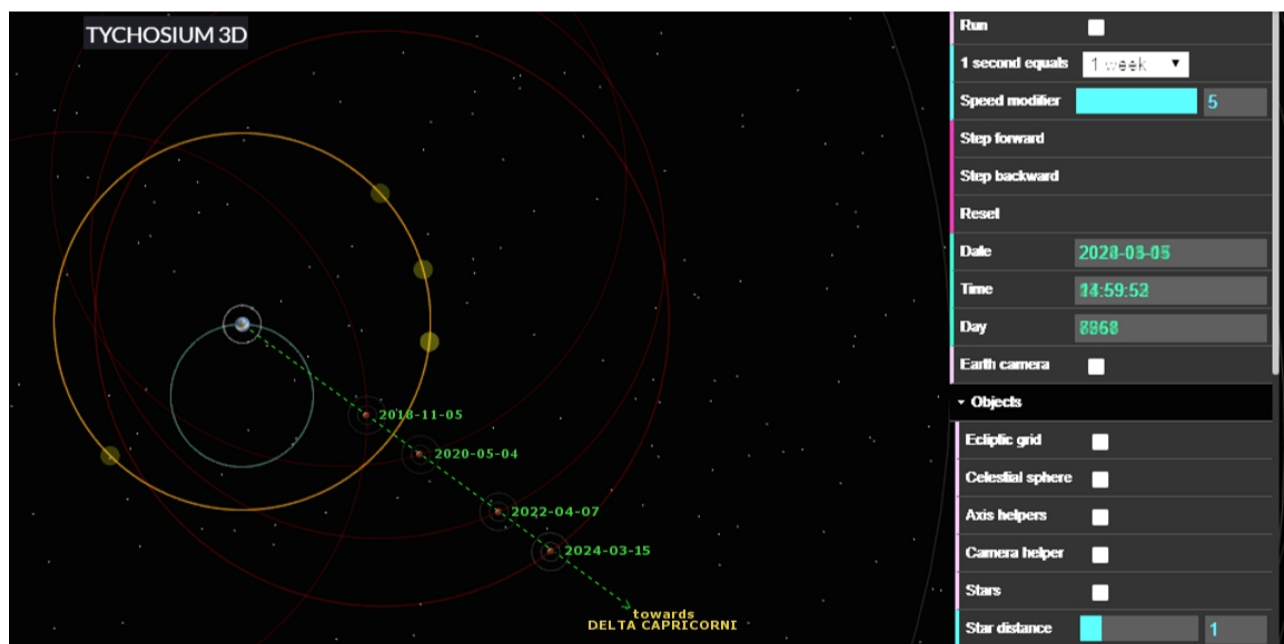 TYCHOSIUM 3D
2018-11-05
2020-05-04
2022-04-07
2024-03-15
towards
DELTA CAPRICORNI
Run
1 second equals 1 week
Speed modifier 5
Step forward
Step backward
Reset
Date
Time :59:52
Day
Earth camera
Objects
Ecliptic grid
Celestial sphere
Axis helpers
Camera helper
Stars
Star distance 1